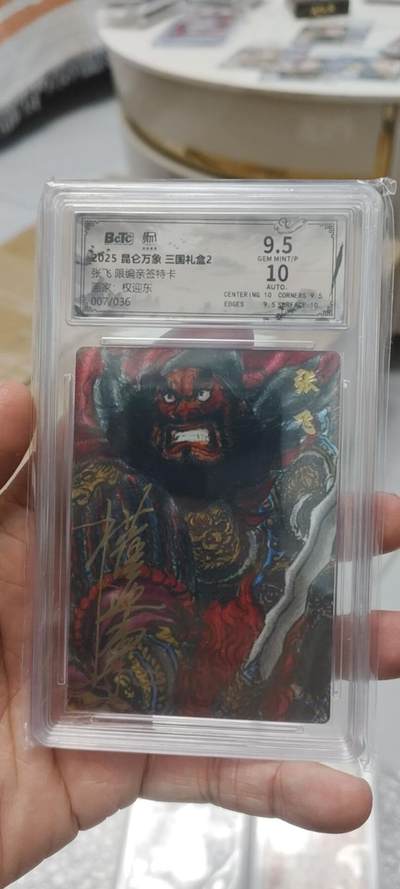 BCTC
2025 昆仑万象 三国礼盒2
张飞 限编亲签特卡
画家：权迎东
007/036
9.5
GEM MINT/P
10
AUTO.
CENTERING 10 CORNERS 9.5
EDGES 9.5 SURFACE 10
张飞